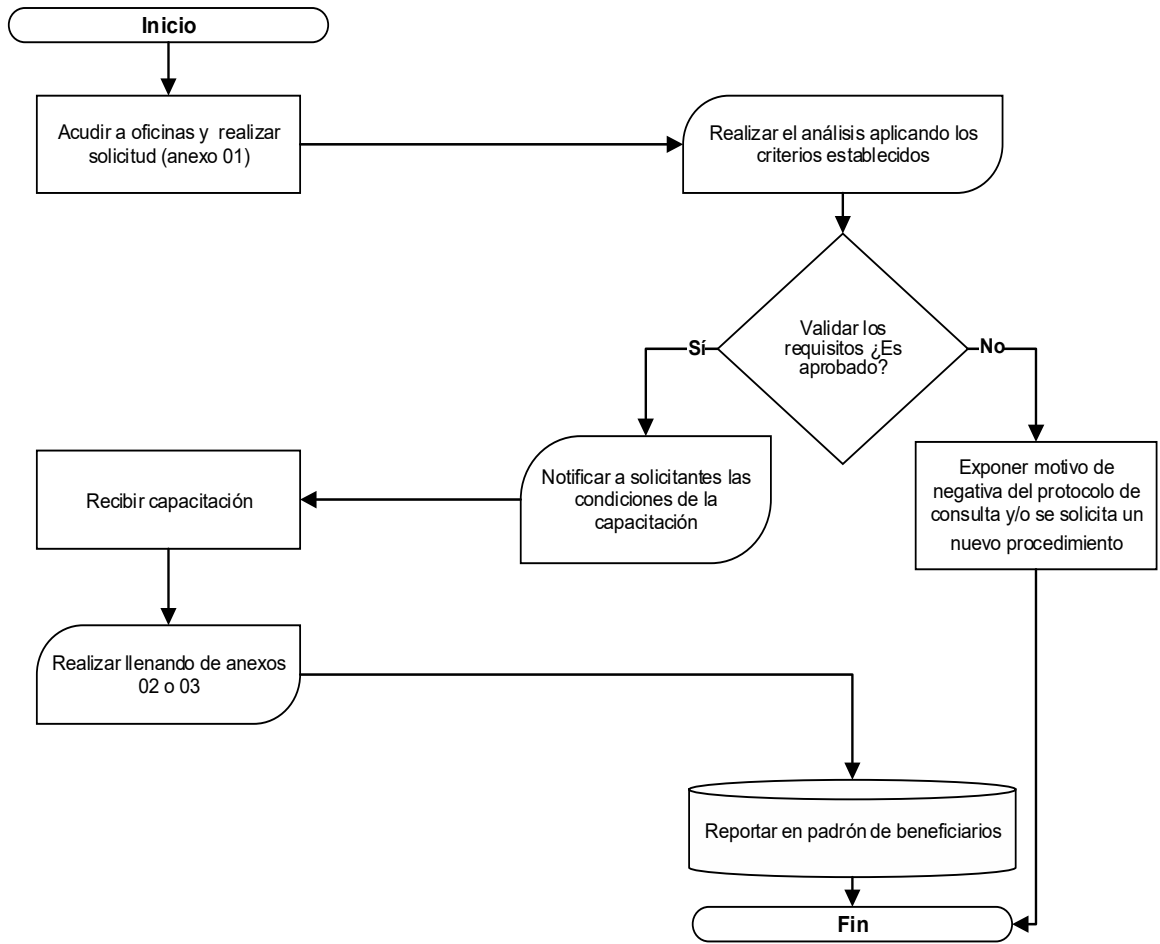 Inicio
Acudir a oficinas y realizar
solicitud (anexo 01)
Realizar el análisis aplicando los
criterios establecidos
Validar los
requisitos ¿Es
aprobado?
Sí
No
Notificar a solicitantes las
condiciones de la
capacitación
Exponer motivo de
negativa del protocolo de
consulta y/o se solicita un
nuevo procedimiento
Recibir capacitación
Realizar llenando de anexos
02 o 03
Reportar en padrón de beneficiarios
Fin